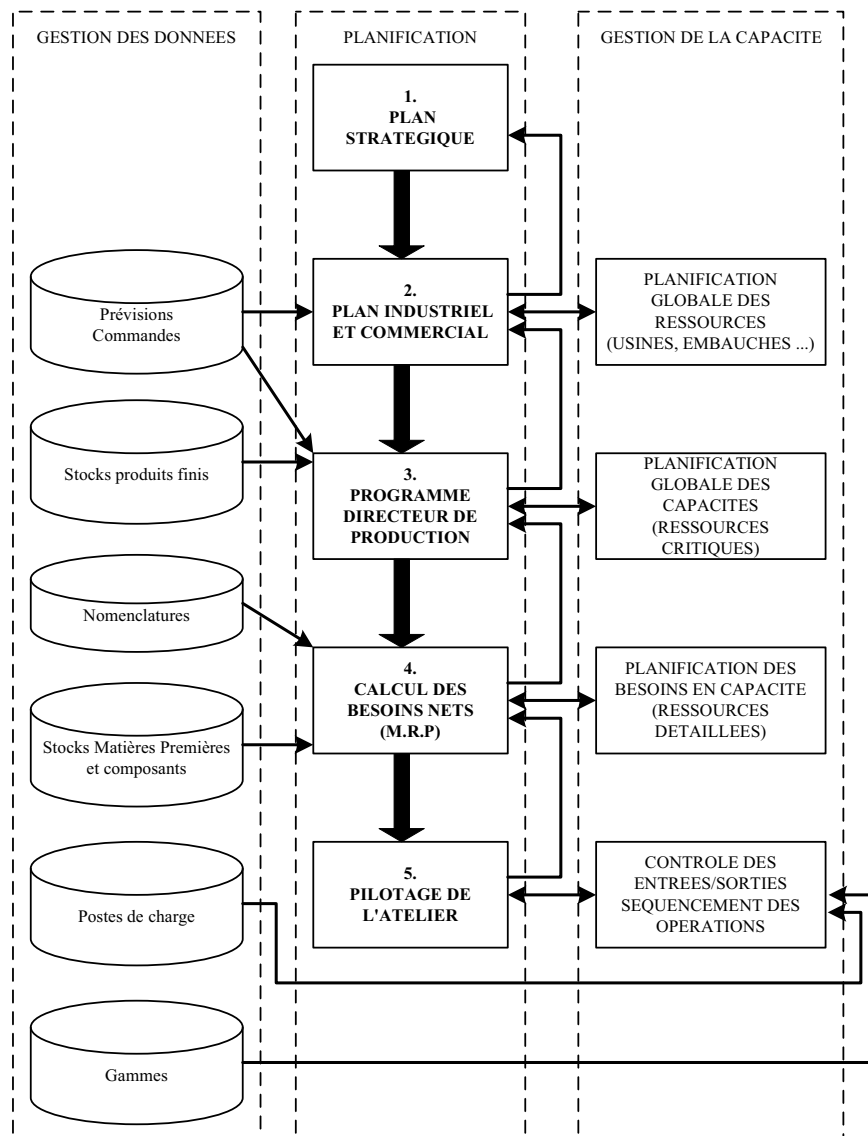 GESTION DES DONNEES
PLANIFICATION
GESTION DE LA CAPACITE
1.
PLAN
STRATEGIQUE
Prévisions
Commandes
2.
PLAN INDUSTRIEL
ET COMMERCIAL
PLANIFICATION
GLOBALE DES
RESSOURCES
(USINES, EMBAUCHES ...)
Stocks produits finis
3.
PROGRAMME
DIRECTEUR DE
PRODUCTION
PLANIFICATION
GLOBALE DES
CAPACITES
(RESSOURCES
CRITIQUES)
Nomenclatures
Stocks Matières Premières
et composants
4.
CALCUL DES
BESOINS NETS
(M.R.P)
PLANIFICATION DES
BESOINS EN CAPACITE
(RESSOURCES
DETAILLEES)
Postes de charge
5.
PILOTAGE DE
L'ATELIER
CONTROLE DES
ENTREES/SORTIES
SEQUENCEMENT DES
OPERATIONS
Gammes